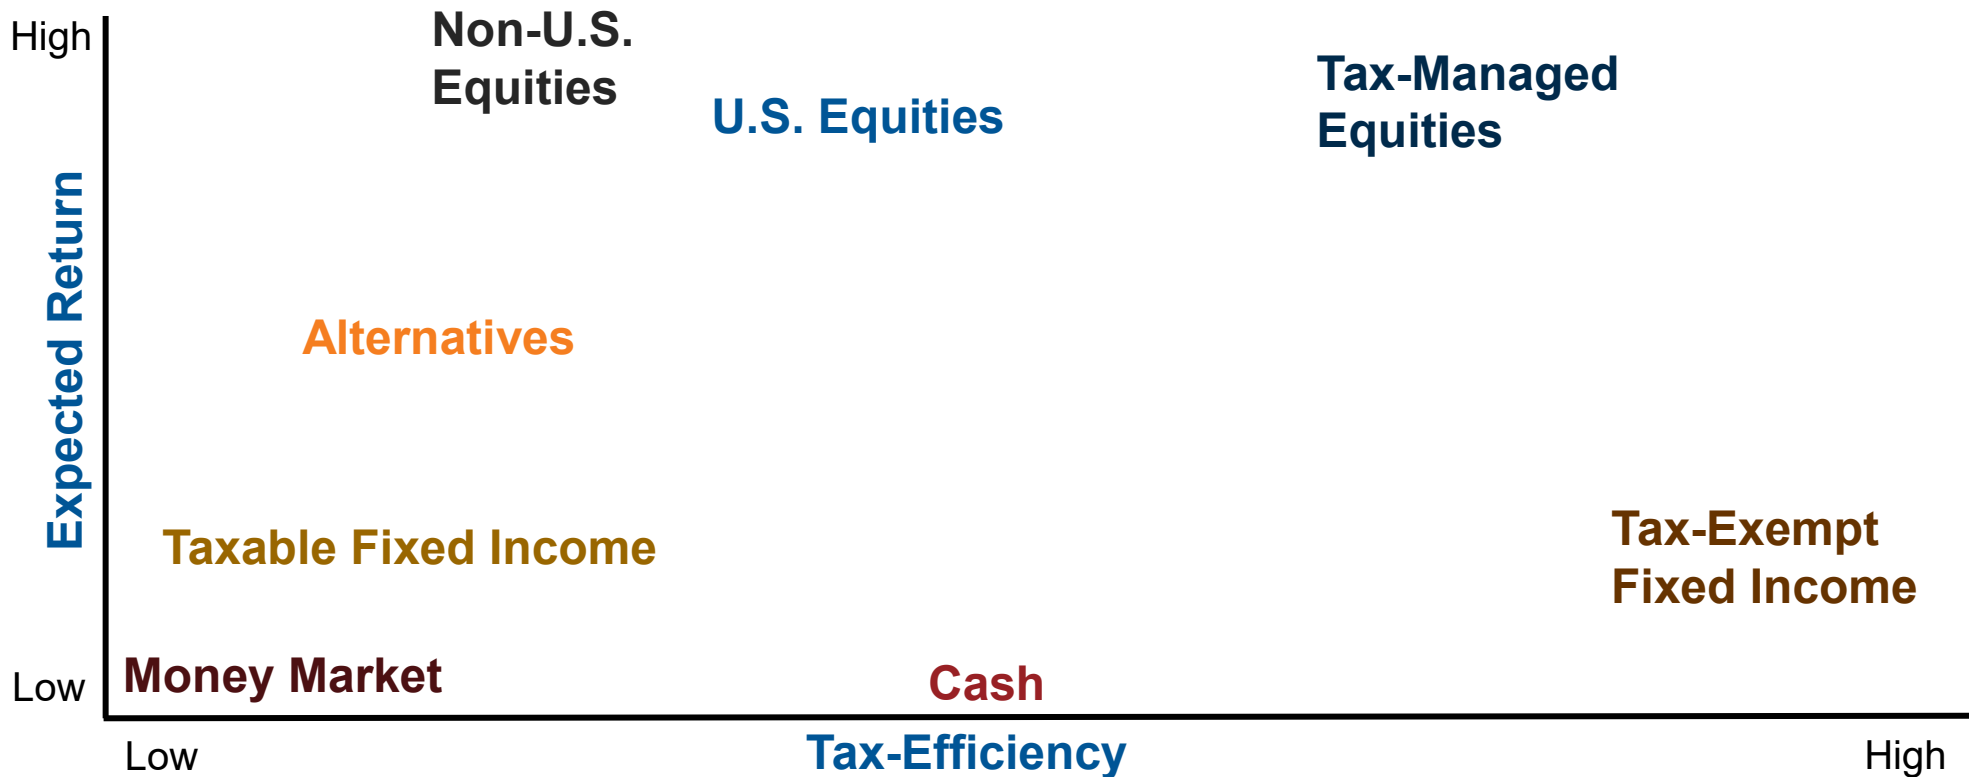 High
Non-U.S.
Equities
U.S. Equities
Tax-Managed
Equities
Expected Return
Alternatives
Taxable Fixed Income
Tax-Exempt
Fixed Income
Money Market
Cash
Low
Low
Tax-Efficiency
High